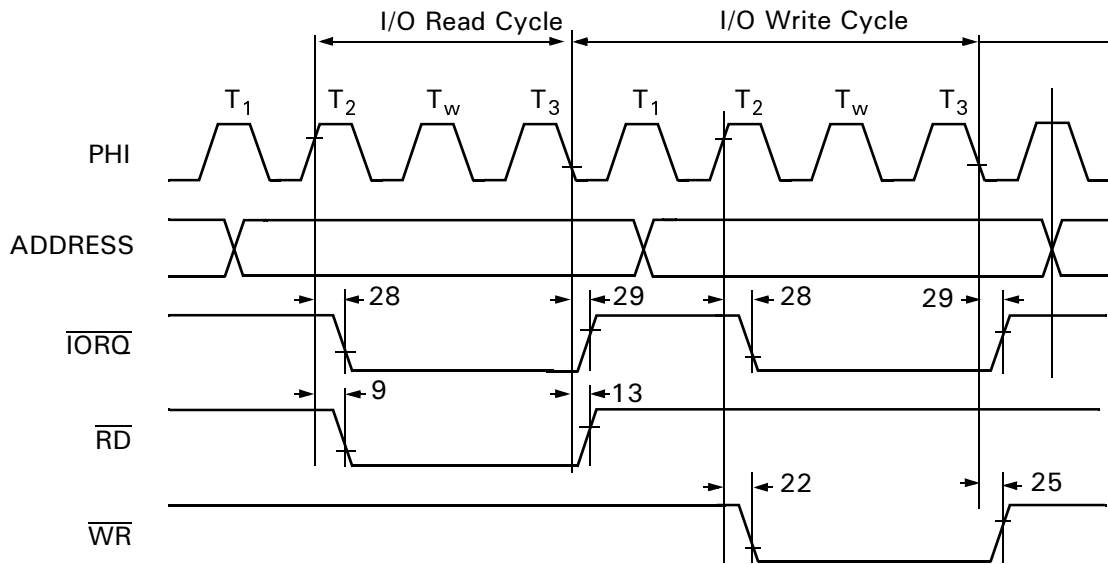 I/O Read Cycle I/O Write Cycle
T1 T2 Tw T3 T1 T2 Tw T3
PHI
ADDRESS
28 29 28 29
IORQ
9 13
RD
22 25
WR